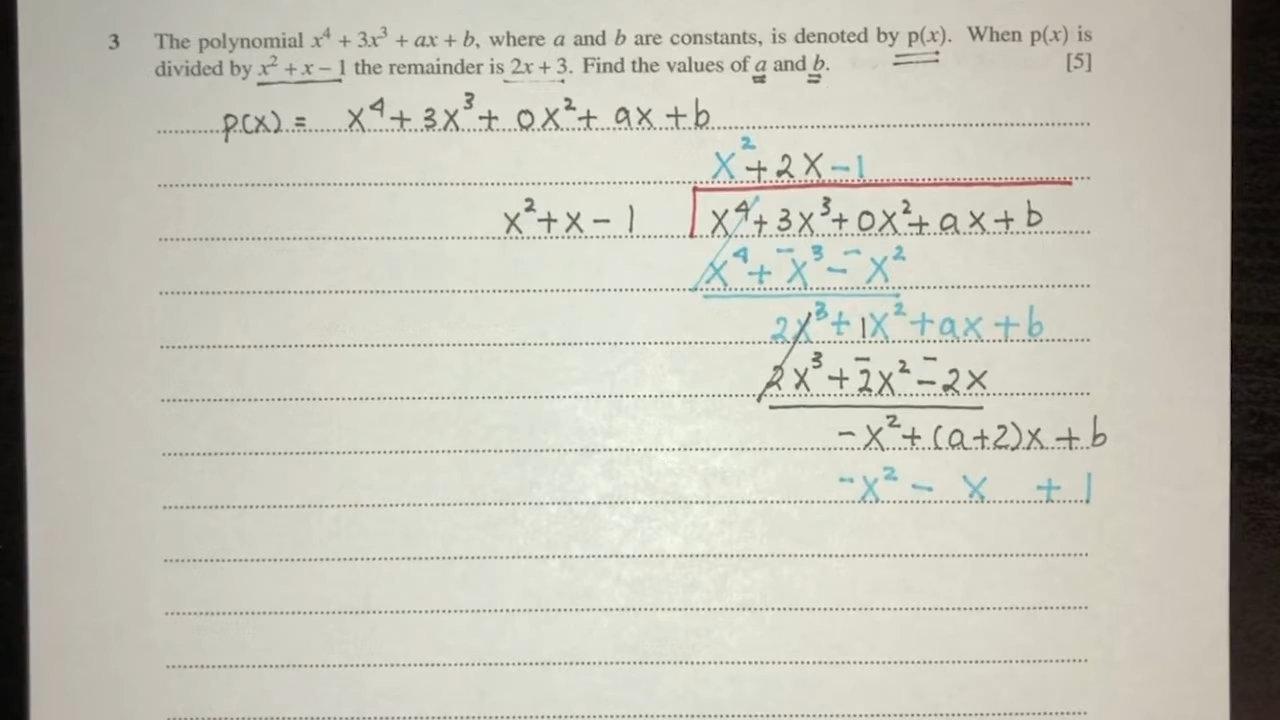 3 The polynomial x⁴ + 3x³ + ax + b, where a and b are constants, is denoted by p(x). When p(x) is
divided by x² + x − 1 the remainder is 2x + 3. Find the values of a and b. [5]
p(x) = x⁴ + 3x³ + 0x² + ax + b
x² + 2x − 1
x² + x − 1 x⁴ + 3x³ + 0x² + ax + b
x⁴ + x³ − x²
2x³ + 1x² + ax + b
2x³ + 2x² − 2x
−x² + (a+2)x + b
−x² − x + 1